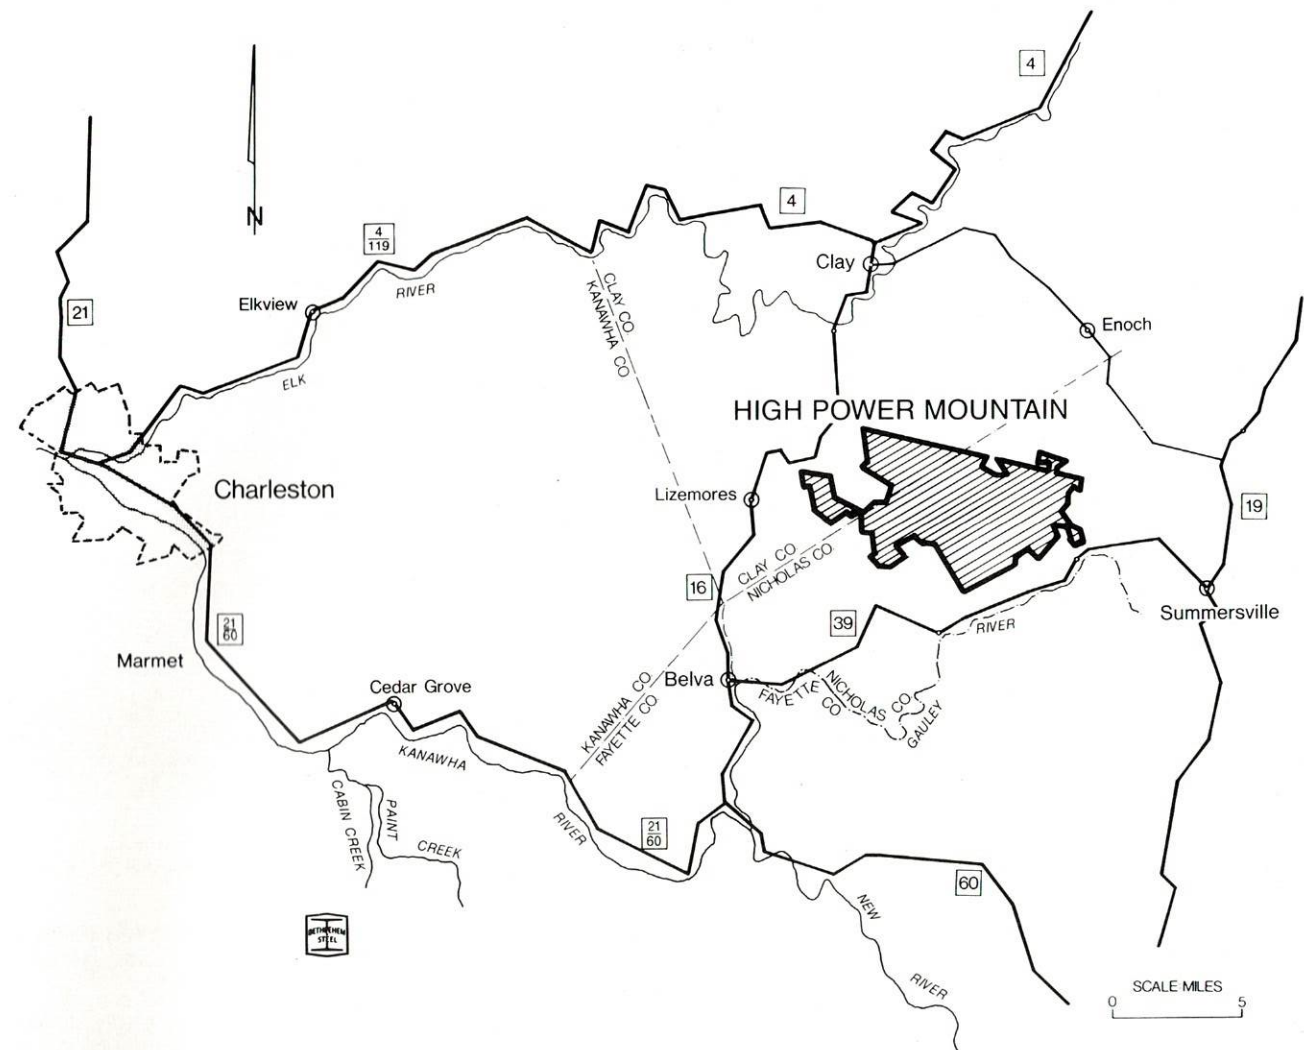 4
N
4
4
119
Clay
Elkview
RIVER
CLAY CO
KANAWHA CO
21
Enoch
ELK
HIGH POWER MOUNTAIN
Charleston
Lizemores
19
CLAY CO
NICHOLAS CO
16
Summersville
21
60
39
RIVER
Marmet
Belva
Cedar Grove
KANAWHA CO
FAYETTE CO
NICHOLAS CO
FAYETTE CO
GAULEY
KANAWHA
CABIN CREEK
PAINT
CREEK
RIVER
21
60
60
NEW
RIVER
BETHLEHEM
STEEL
SCALE MILES
0 5